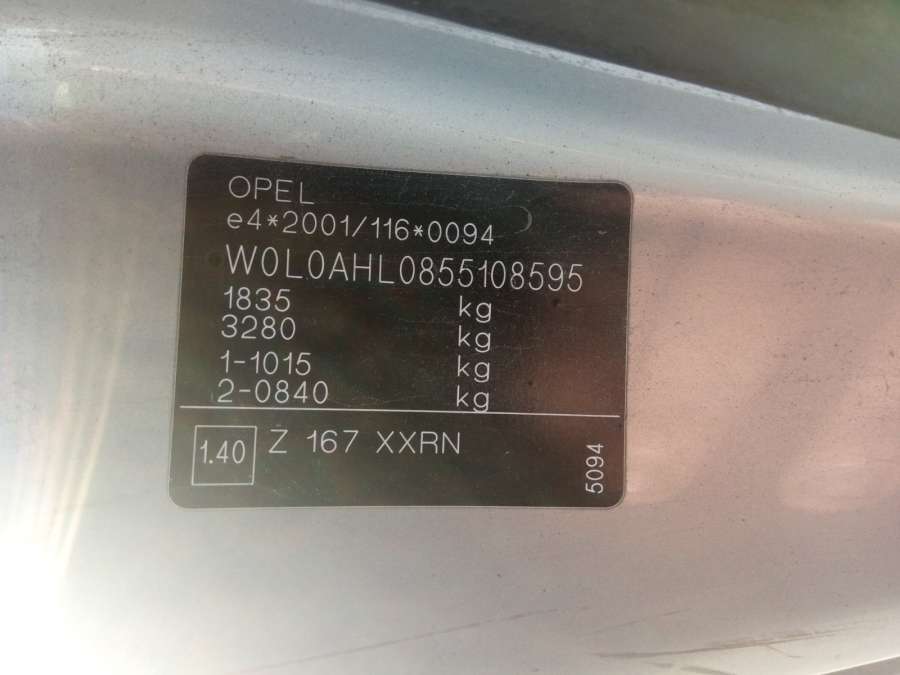 OPEL
e4*2001/116*0094
W0L0AHL0855108595
1835 kg
3280 kg
1-1015 kg
2-0840 kg
1.40 Z 167 XXRN
5094